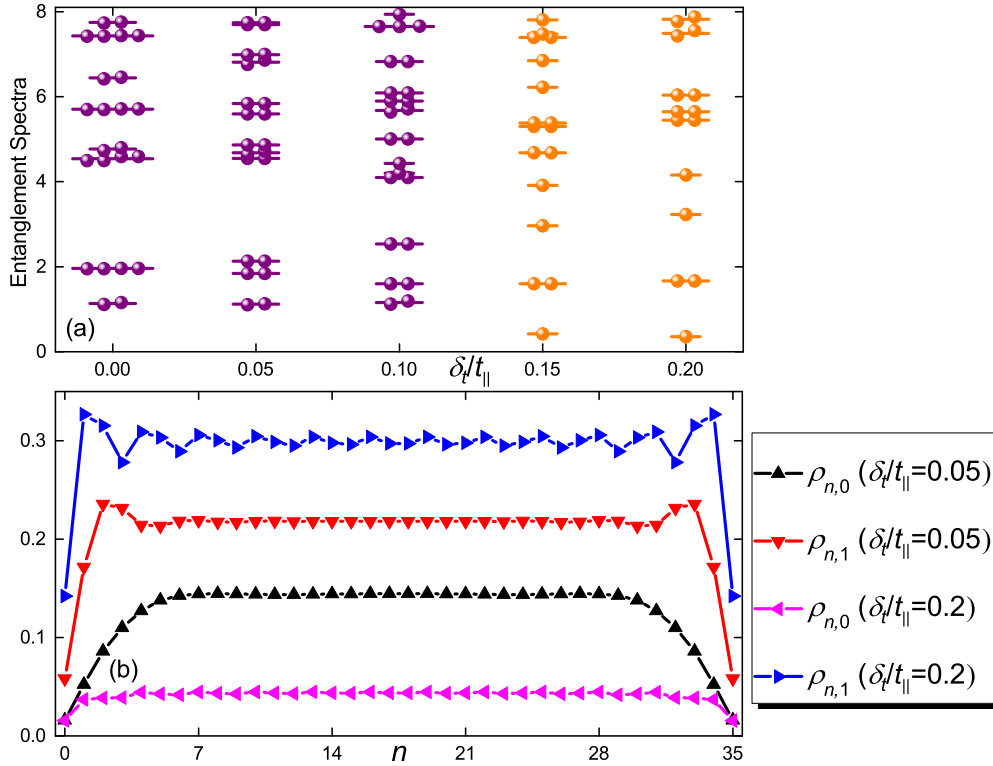 8
6
4
2
0
Entanglement Spectra
(a)
0.00 0.05 0.10 0.15 0.20
δt/t||
0.3
0.2
0.1
0.0
(b)
0 7 14 21 28 35
n
ρn,0 (δt/t||=0.05)
ρn,1 (δt/t||=0.05)
ρn,0 (δt/t||=0.2)
ρn,1 (δt/t||=0.2)